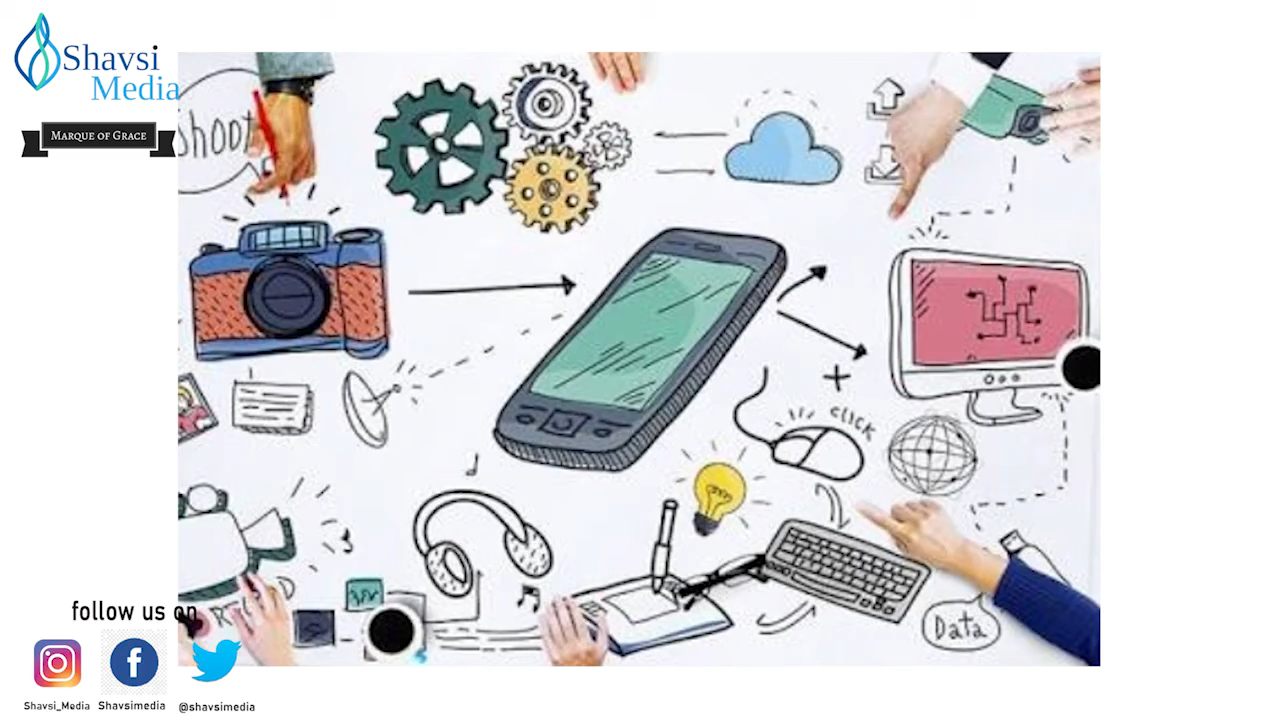 Shavsi
Media
MARQUE OF GRACE
Shoot
click
Data
follow us on
Shavsi_Media
Shavsimedia
@shavsimedia